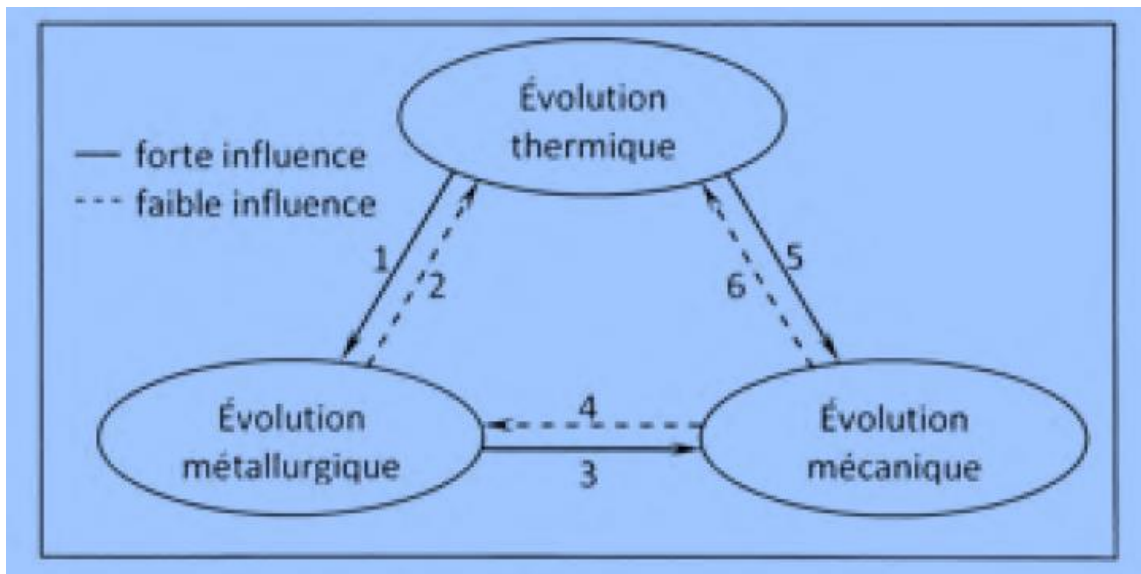 Évolution
thermique
forte influence
faible influence
1
2
6
5
4
3
Évolution
métallurgique
Évolution
mécanique